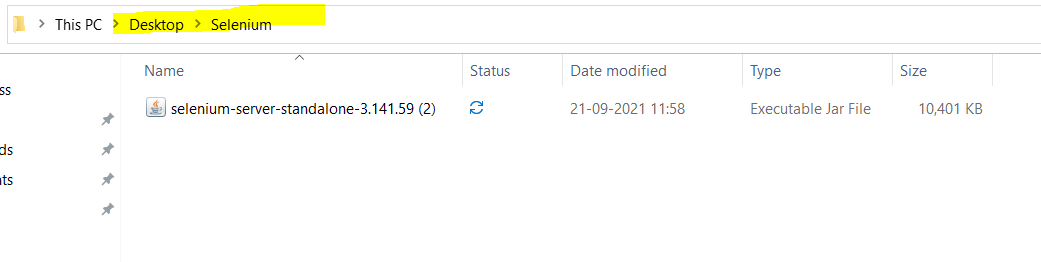 This PC > Desktop > Selenium
Name Status Date modified Type Size
ss
selenium-server-standalone-3.141.59 (2) 21-09-2021 11:58 Executable Jar File 10,401 KB
ds
nts